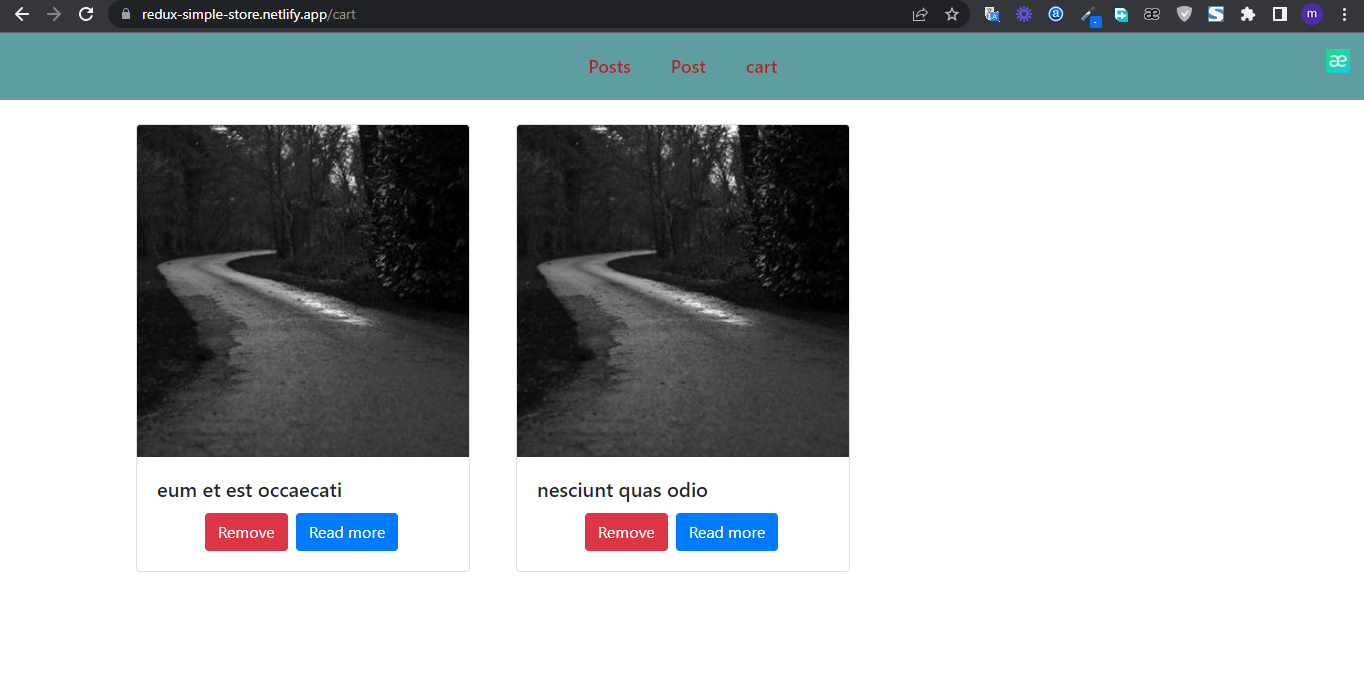 redux-simple-store.netlify.app/cart
m
Posts Post cart
æ
eum et est occaecati
Remove Read more
nesciunt quas odio
Remove Read more